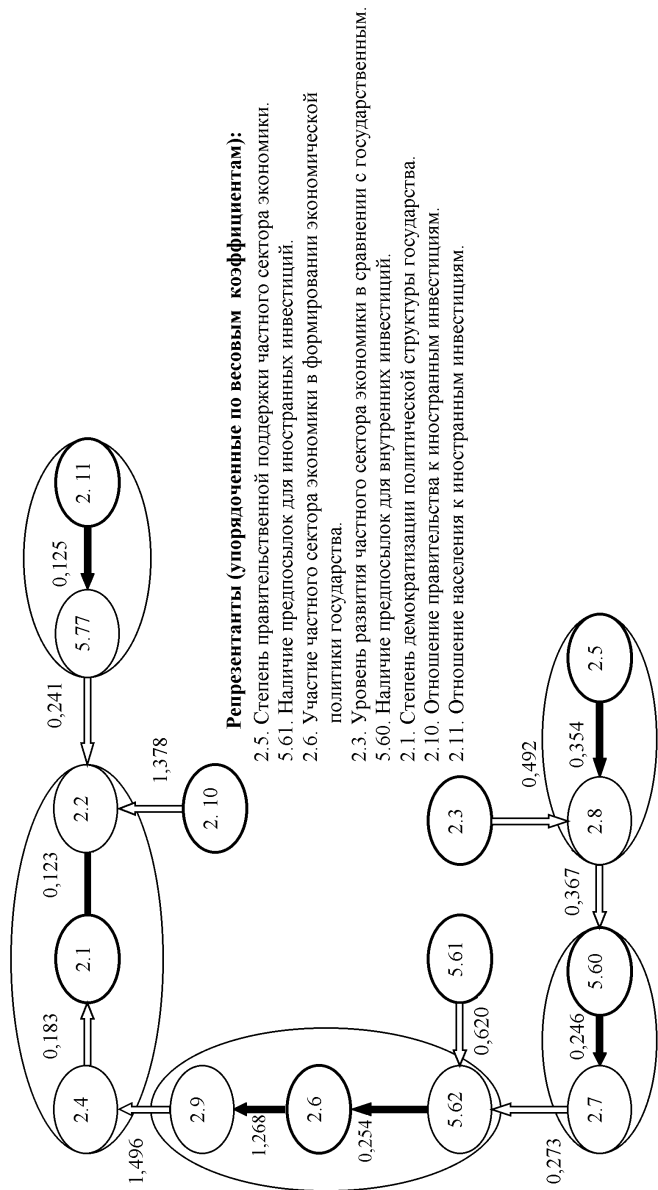 0,183
0,123
0,241
0,125
2.4
2.1
2.2
5.77
2. 11
1,496
1,378
2.9
2. 10
1,268
2.6
0,254
5.62
5.61
2.3
0,620
0,492
0,273
0,246
0,367
0,354
2.7
5.60
2.8
2.5
Репрезентанты (упорядоченные по весовым коэффициентам):
2.5. Степень правительственной поддержки частного сектора экономики.
5.61. Наличие предпосылок для иностранных инвестиций.
2.6. Участие частного сектора экономики в формировании экономической
политики государства.
2.3. Уровень развития частного сектора экономики в сравнении с государственным.
5.60. Наличие предпосылок для внутренних инвестиций.
2.1. Степень демократизации политической структуры государства.
2.10. Отношение правительства к иностранным инвестициям.
2.11. Отношение населения к иностранным инвестициям.